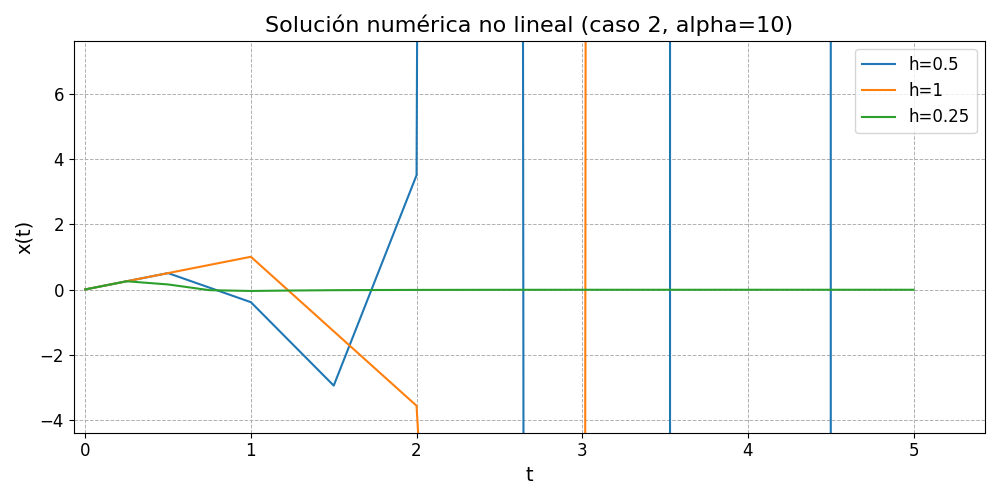 Solución numérica no lineal (caso 2, alpha=10)
h=0.5
h=1
h=0.25
x(t)
6
4
2
0
−2
−4
0 1 2 3 4 5
t